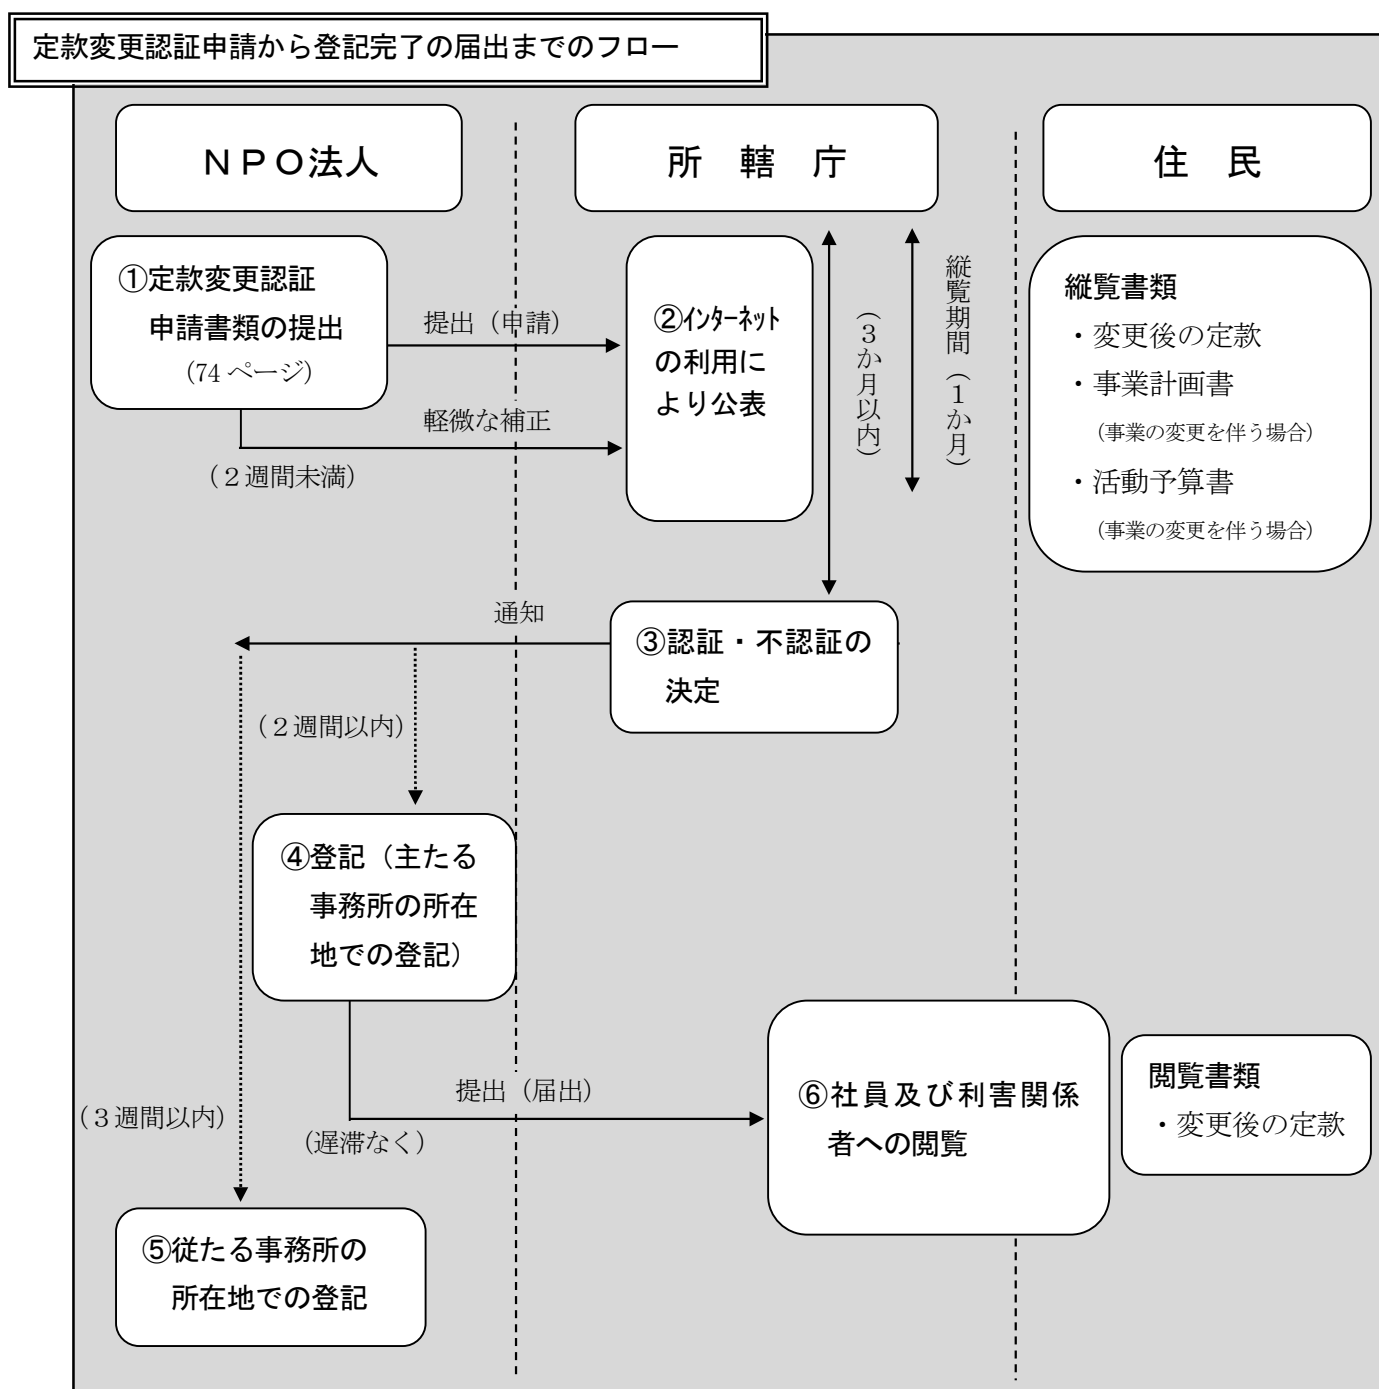 定款変更認証申請から登記完了の届出までのフロー
ＮＰＯ法人
所　轄　庁
住　民
①定款変更認証
申請書類の提出
（74 ページ）
提出（申請）
軽微な補正
（２週間未満）
②ｲﾝﾀｰﾈｯﾄ
の利用に
より公表
（３か月以内）
縦覧期間（１か月）
縦覧書類
・変更後の定款
・事業計画書
（事業の変更を伴う場合）
・活動予算書
（事業の変更を伴う場合）
通知
③認証・不認証の
決定
（２週間以内）
④登記（主たる
事務所の所在
地での登記）
提出（届出）
（遅滞なく）
（３週間以内）
⑥社員及び利害関係
者への閲覧
閲覧書類
・変更後の定款
⑤従たる事務所の
所在地での登記